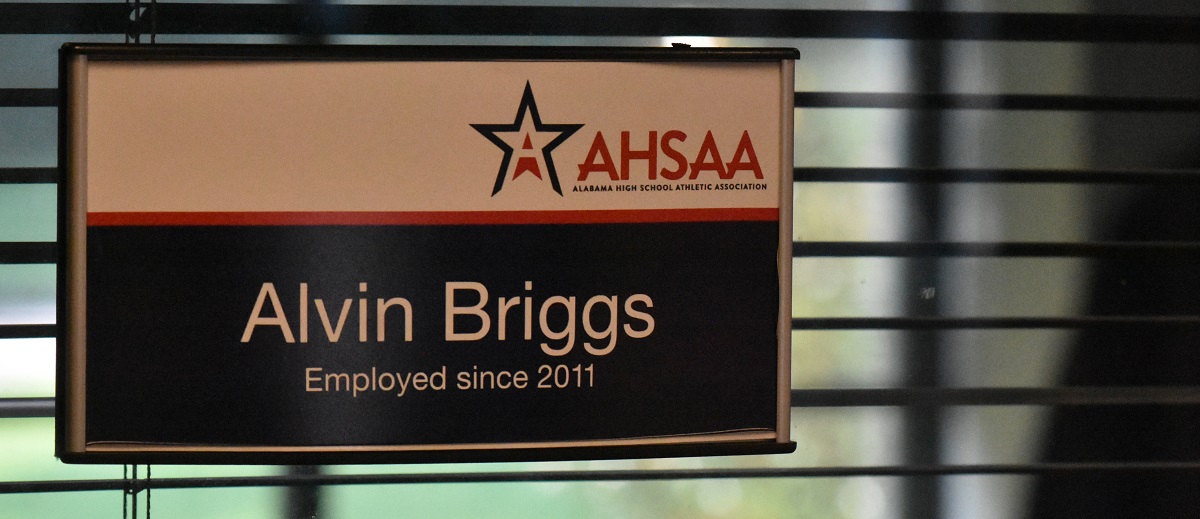 AHSAA
ALABAMA HIGH SCHOOL ATHLETIC ASSOCIATION
Alvin Briggs
Employed since 2011